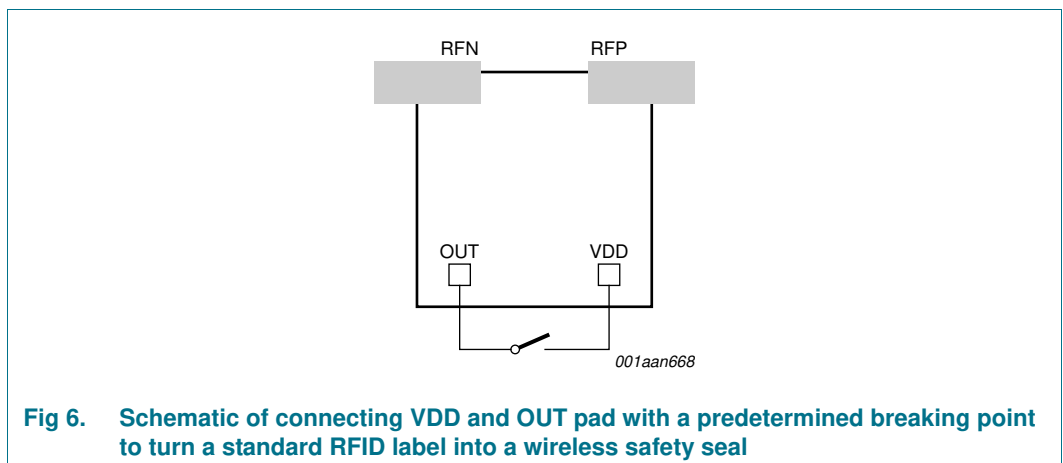 RFN RFP
OUT VDD
001aan668
Fig 6. Schematic of connecting VDD and OUT pad with a predetermined breaking point
to turn a standard RFID label into a wireless safety seal